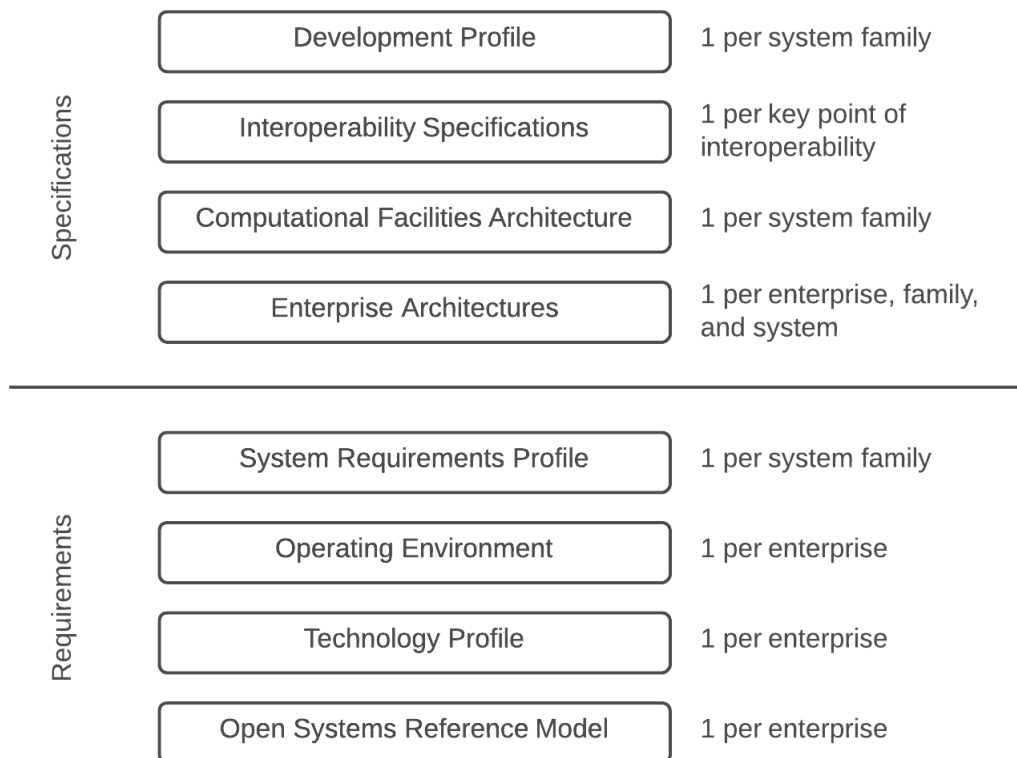 Specifications
Development Profile
1 per system family
Interoperability Specifications
1 per key point of
interoperability
Computational Facilities Architecture
1 per system family
Enterprise Architectures
1 per enterprise, family,
and system
Requirements
System Requirements Profile
1 per system family
Operating Environment
1 per enterprise
Technology Profile
1 per enterprise
Open Systems Reference Model
1 per enterprise